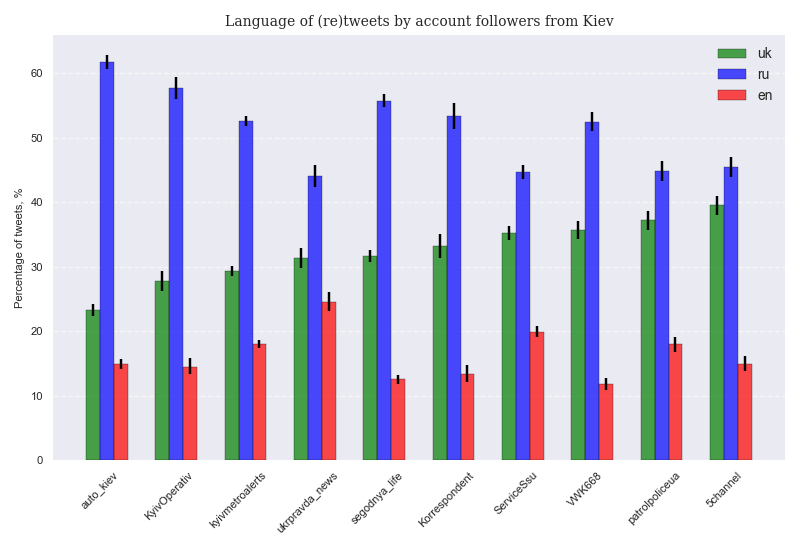 Language of (re)tweets by account followers from Kiev
uk
ru
en
Percentage of tweets, %
60
50
40
30
20
10
0
auto_kiev
KyivOperativ
kyivmetroalerts
ukrpravda_news
segodnya_life
Korrespondent
ServiceSsu
VVK668
patrolpoliceua
5channel